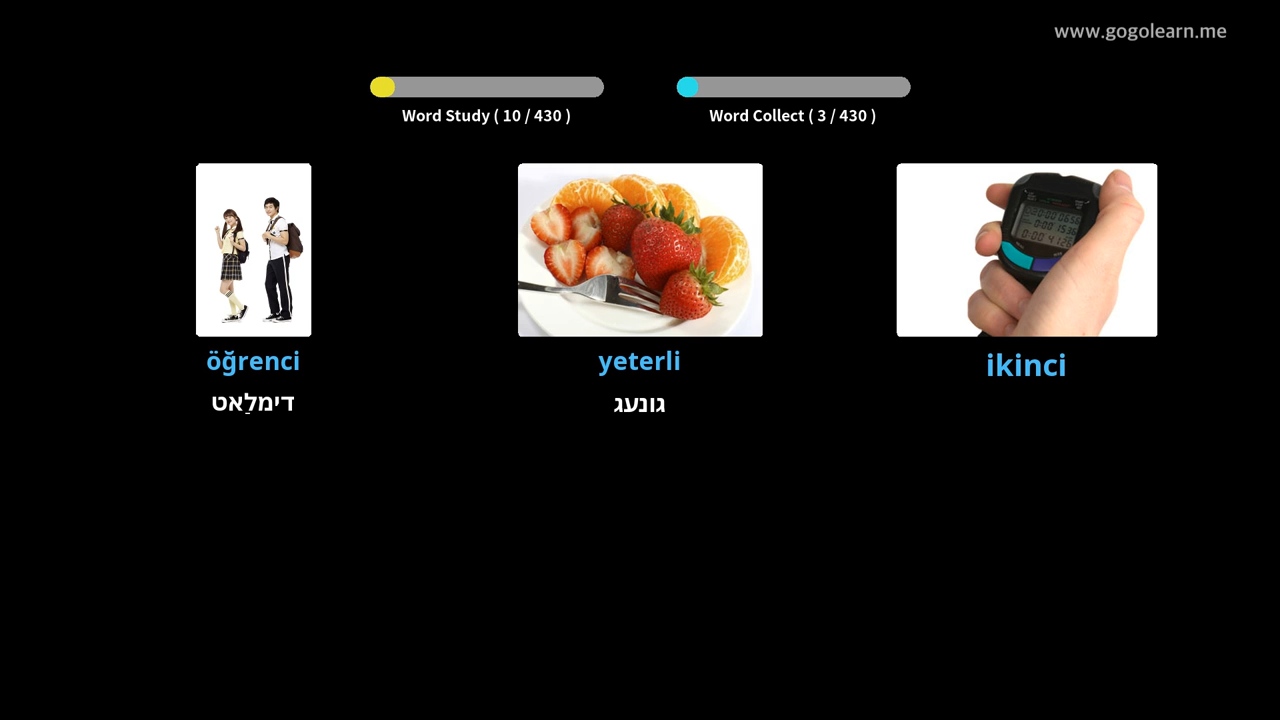 www.gogolearn.me
Word Study ( 10 / 430 )
Word Collect ( 3 / 430 )
öğrenci
yeterli
ikinci
דימלַאט
גונעג